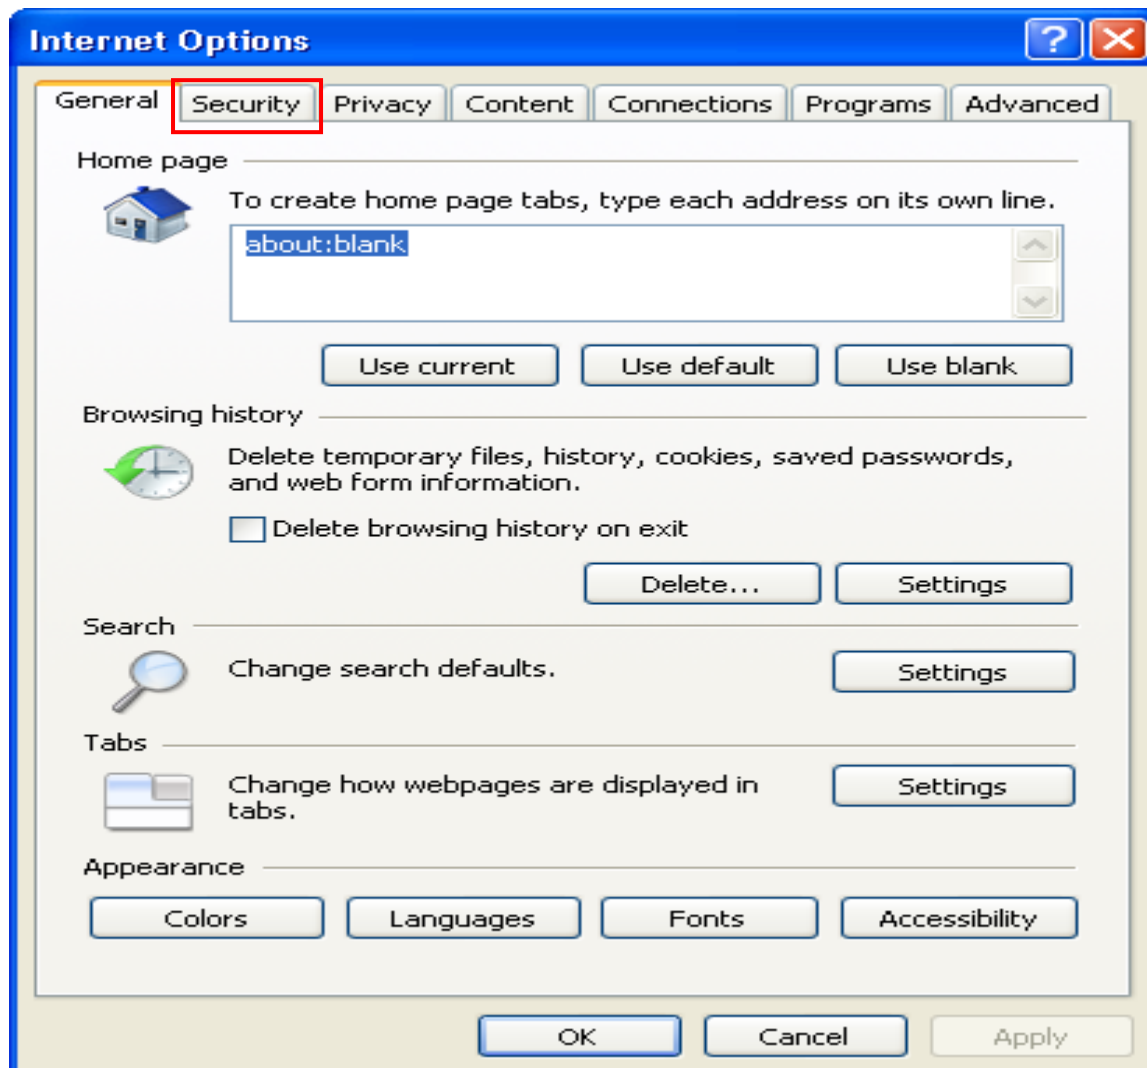 Internet Options
?
General Security Privacy Content Connections Programs Advanced
Home page
To create home page tabs, type each address on its own line.
about:blank
Use current Use default Use blank
Browsing history
Delete temporary files, history, cookies, saved passwords,
and web form information.
Delete browsing history on exit
Delete... Settings
Search
Change search defaults. Settings
Tabs
Change how webpages are displayed in
tabs.
Settings
Appearance
Colors Languages Fonts Accessibility
OK Cancel Apply